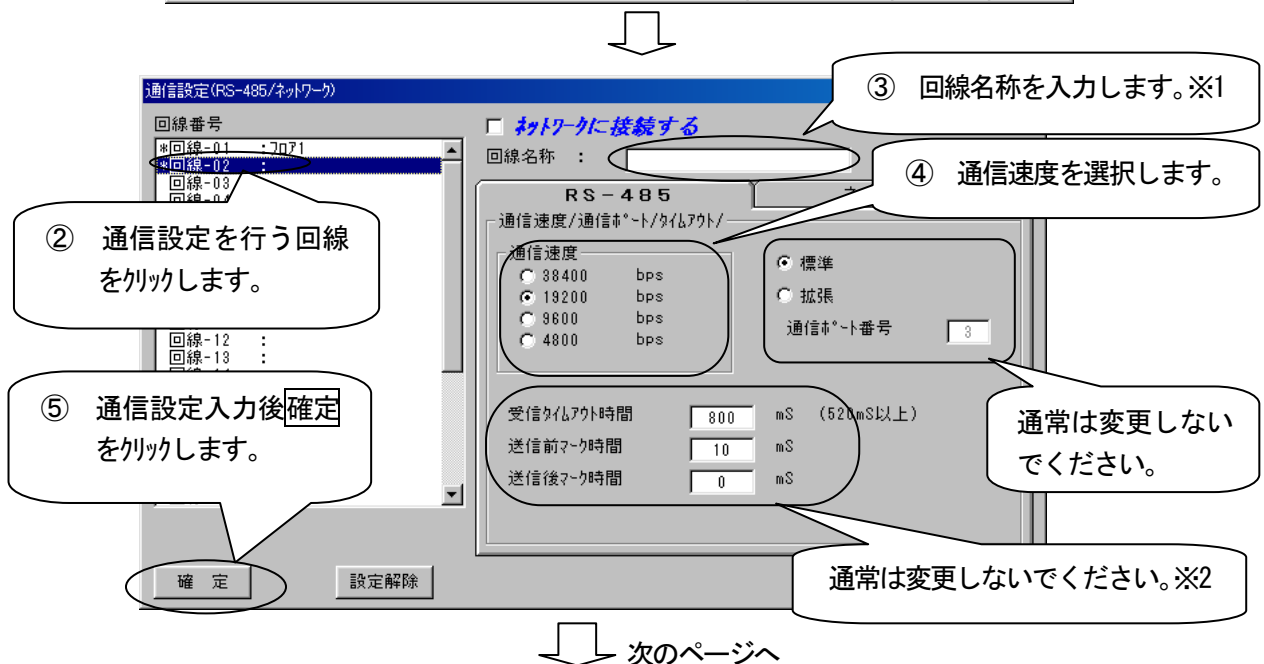 通信設定(RS-485/ネットワーク)
③ 回線名称を入力します。※1
回線番号
□ ネットワークに接続する
*回線-01 :フロア1
*回線-02 :
回線-03
回線-04
回線名称 :
④ 通信速度を選択します。
RS-485
通信速度/通信ポート/タイムアウト/
② 通信設定を行う回線
をクリックします。
通信速度
38400 bps
19200 bps
9600 bps
4800 bps
標準
拡張
通信ポート番号 3
回線-12 :
回線-13 :
⑤ 通信設定入力後確定
をクリックします。
受信タイムアウト時間 800 mS (520mS以上)
送信前マーク時間 10 mS
送信後マーク時間 0 mS
通常は変更しない
でください。
通常は変更しないでください。※2
確 定
設定解除
次のページへ